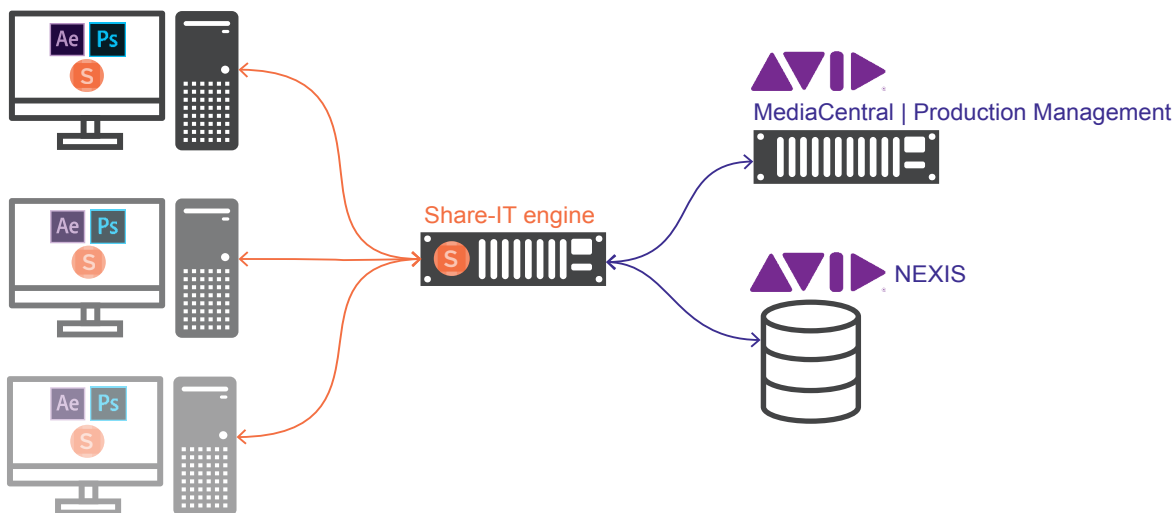 Ae Ps
S
AVID
MediaCentral | Production Management
Share-IT engine
S
Ae Ps
S
AVID NEXIS
Ae Ps
S